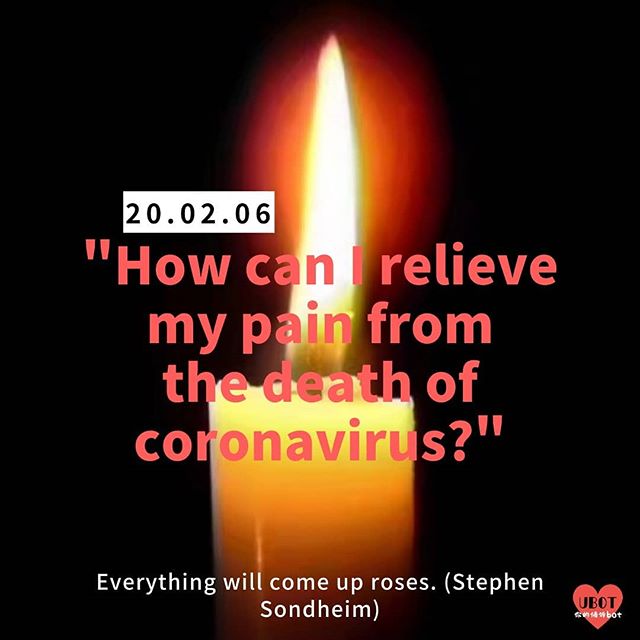 20.02.06
"How can I relieve
my pain from
the death of
coronavirus?"
Everything will come up roses. (Stephen
Sondheim)
UBOT